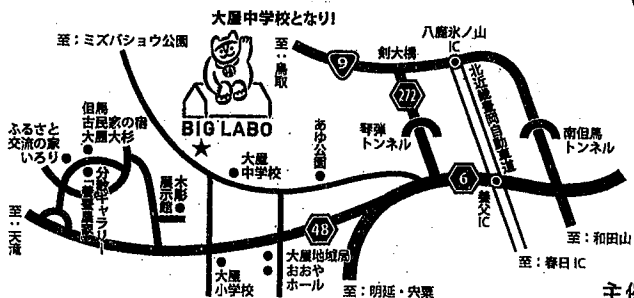 大屋中学校となり!
至:ミズバショウ公園
BIG LABO
至:鳥取
9
剣大橋
八鹿氷ノ山
IC
272
北近畿豊岡自動車道
琴弾
トンネル
南但馬
トンネル
あゆ公園
大屋
中学校
但馬
古民家の宿
大屋大杉
ふるさと
交流の家
いろり
分散ギャラリー
木彫
展示館
6
養父IC
48
至:天滝
大屋
小学校
大屋地域局
おおや
ホール
至:明延・宍粟
至:和田山
至:春日IC